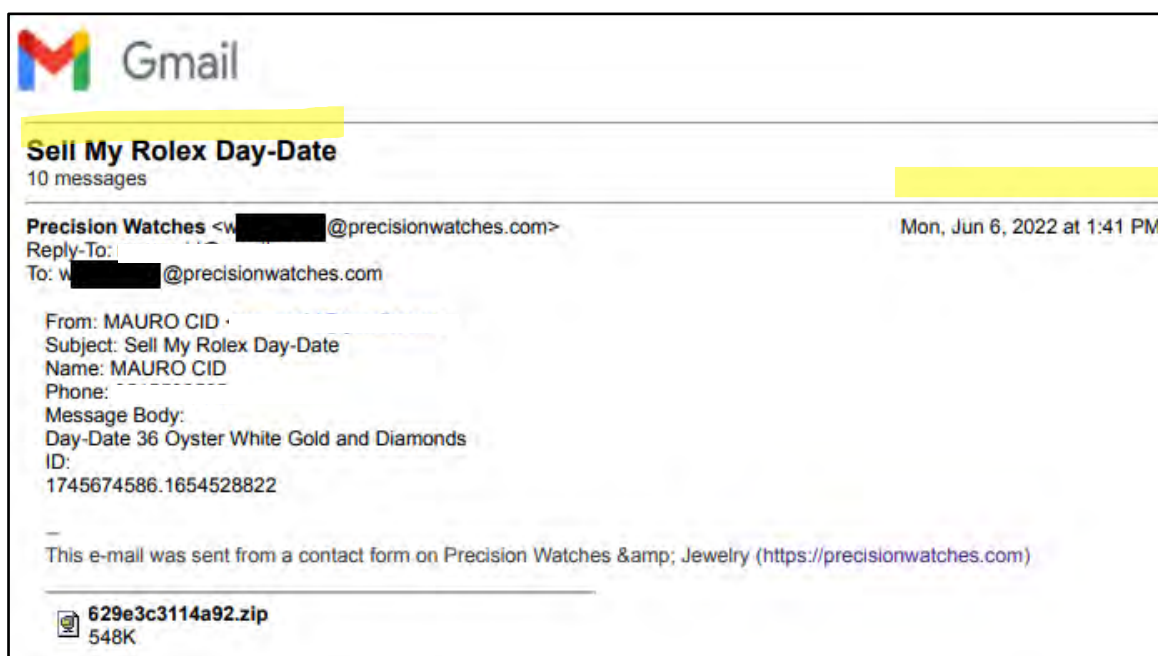 Gmail
Sell My Rolex Day-Date
10 messages
Precision Watches <w @precisionwatches.com> Mon, Jun 6, 2022 at 1:41 PM
Reply-To:
To: w @precisionwatches.com
From: MAURO CID
Subject: Sell My Rolex Day-Date
Name: MAURO CID
Phone:
Message Body:
Day-Date 36 Oyster White Gold and Diamonds
ID:
1745674586.1654528822
--
This e-mail was sent from a contact form on Precision Watches &amp; Jewelry (https://precisionwatches.com)
629e3c3114a92.zip
548K